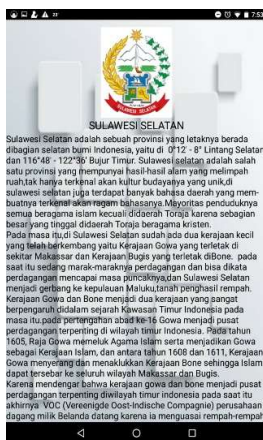 7:53
SULAWESI SELATAN
SULAWESI SELATAN
Sulawesi Selatan adalah sebuah provinsi yang letaknya berada
dibagian selatan bumi Indonesia, yaitu di 0°12' - 8° Lintang Selatan
dan 116°48' - 122°36' Bujur Timur. Sulawesi selatan adalah salah
satu provinsi yang mempunyai hasil-hasil alam yang melimpah
ruah,tak hanya terkenal akan kultur budayanya yang unik,di
sulawesi selatan juga terdapat banyak bahasa daerah yang mem-
buatnya terkenal akan ragam bahasanya.Mayoritas penduduknya
semua beragama islam kecuali didaerah Toraja karena sebagian
besar yang tinggal didaerah Toraja beragama kristen.
Pada masa itu,di Sulawesi Selatan sudah ada dua kerajaan kecil
yang telah berkembang yaitu Kerajaan Gowa yang terletak di
sekitar Makassar dan Kerajaan Bugis yang terletak diBone. pada
saat itu sedang marak-maraknya perdagangan dan bisa dikata
perdagangan mencapai masa puncaknya,dan Sulawesi Selatan
menjadi gerbang ke kepulauan Maluku,tanah penghasil rempah.
Kerajaan Gowa dan Bone menjadi dua kerajaan yang sangat
berpengaruh didalam sejarah Kawasan Timur Indonesia pada
masa itu.pada pertengahan abad ke-16 Gowa menjadi pusat
perdagangan terpenting di wilayah timur Indonesia. Pada tahun
1605, Raja Gowa memeluk Agama Islam serta menjadikan Gowa
sebagai Kerajaan Islam, dan antara tahun 1608 dan 1611, Kerajaan
Gowa menyerang dan menaklukkan Kerajaan Bone sehingga Islam
dapat tersebar ke seluruh wilayah Makassar dan Bugis.
Karena mendengar bahwa kerajaan gowa dan bone menjadi pusat
perdagangan terpenting diwilayah timur indonesia pada saat itu
akhirnya VOC (Vereenigde Oost-Indische Compagnie) perusahaan
dagang milik Belanda datang karena ia menguasai rempah-rempah